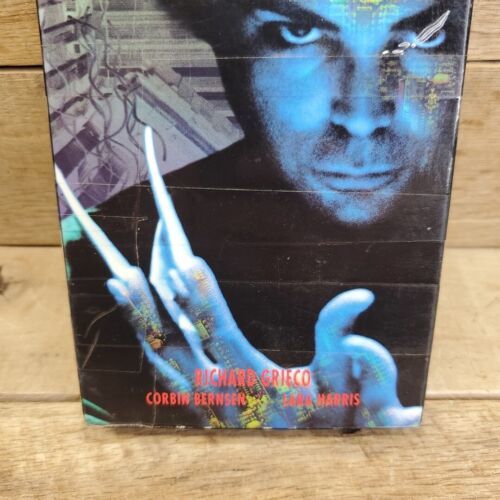 RICHARD GRIECO
CORBIN BERNSEN LARA HARRIS